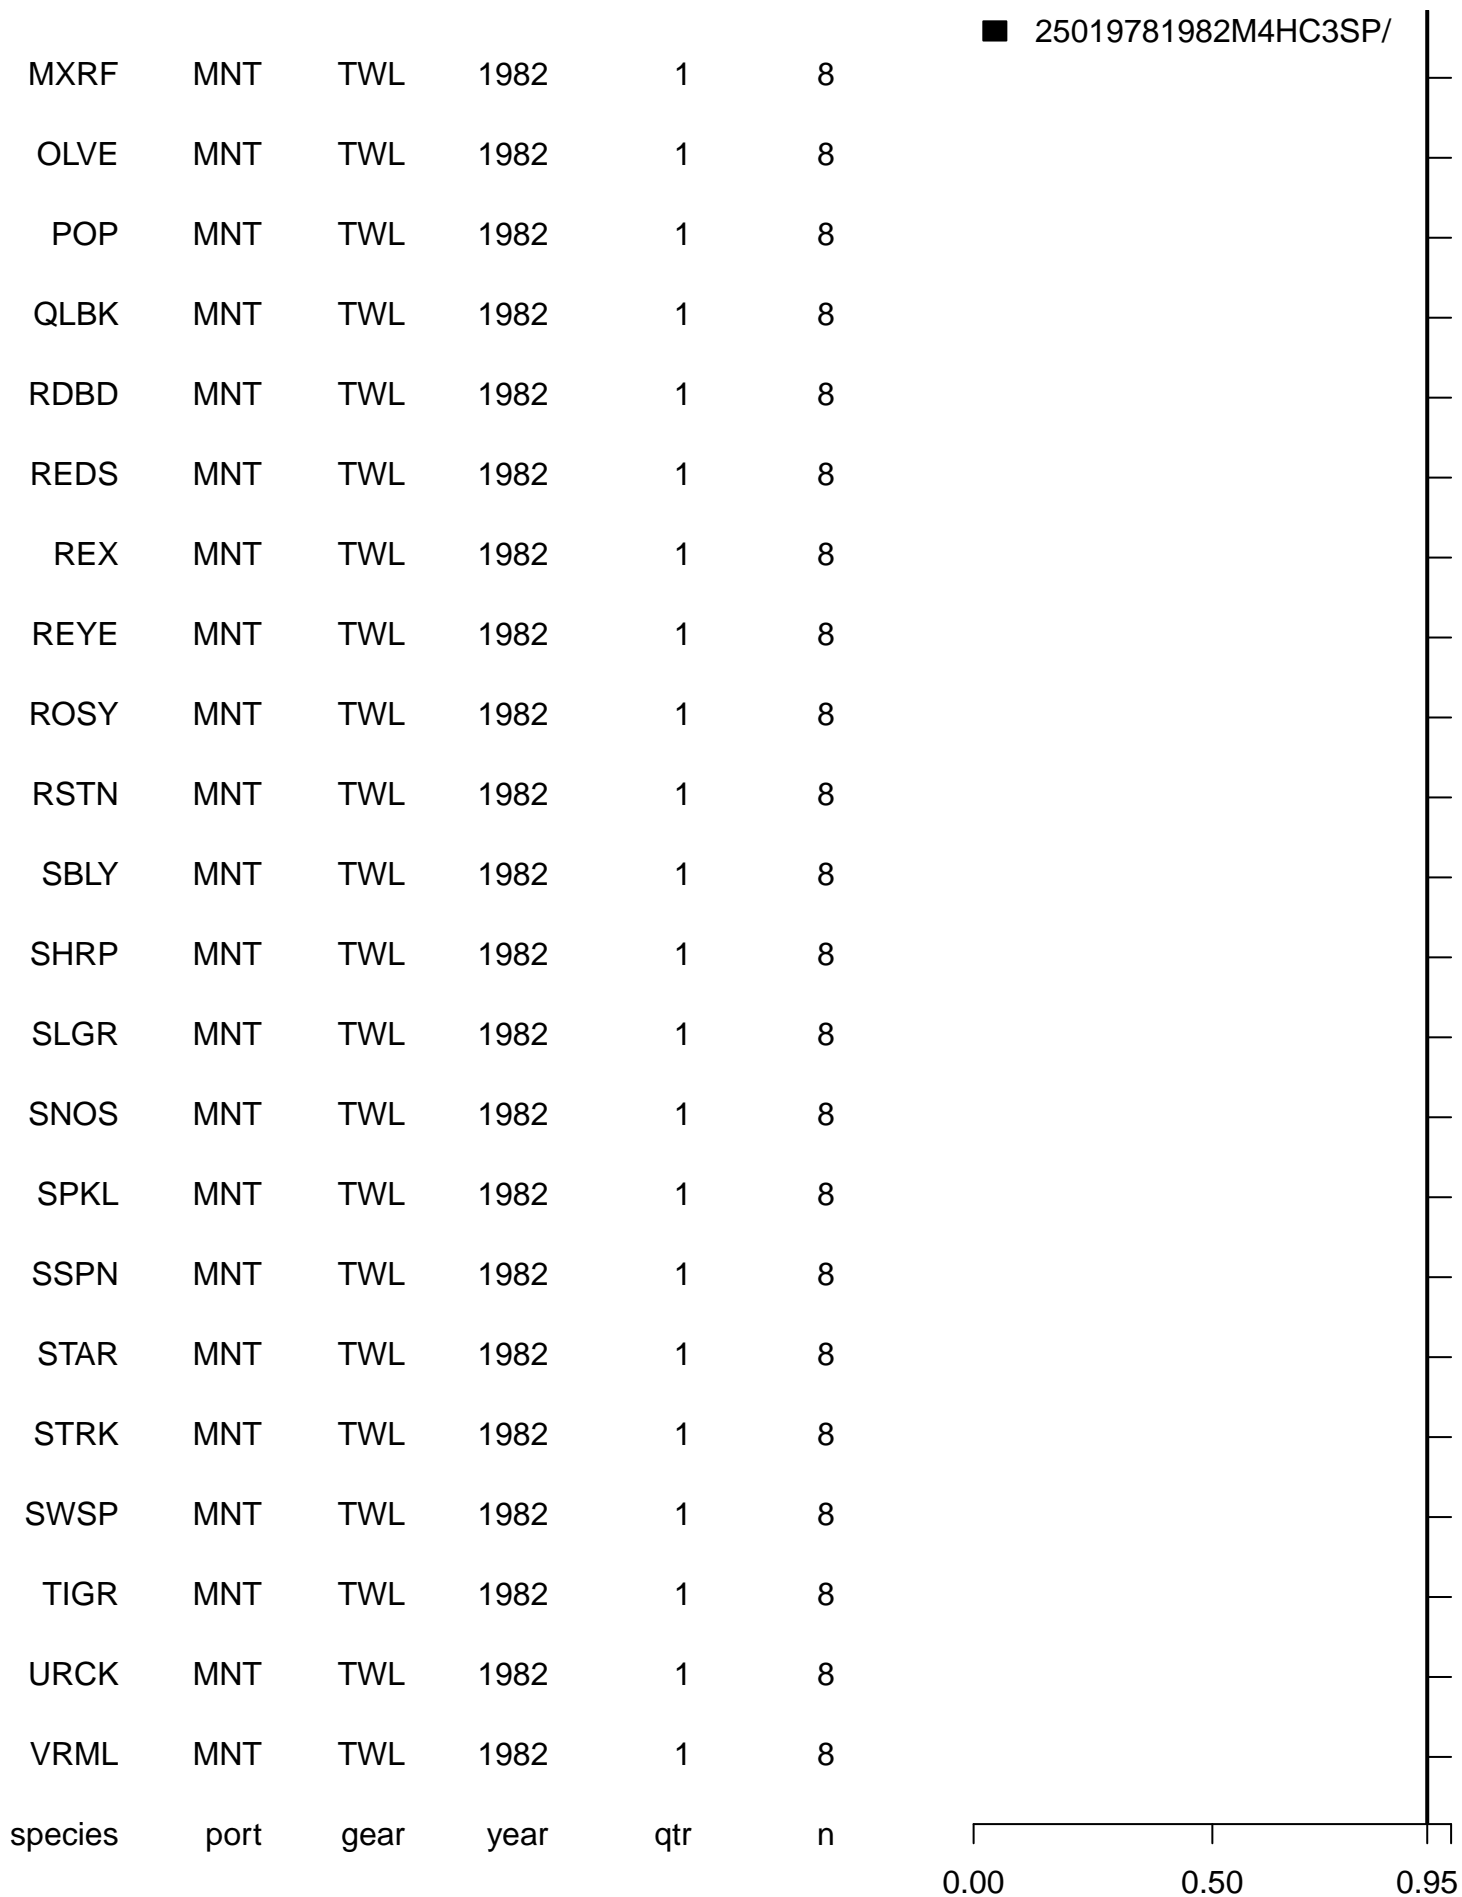 25019781982M4HC3SP/
MXRF MNT TWL 1982 1 8
OLVE MNT TWL 1982 1 8
POP MNT TWL 1982 1 8
QLBK MNT TWL 1982 1 8
RDBD MNT TWL 1982 1 8
REDS MNT TWL 1982 1 8
REX MNT TWL 1982 1 8
REYE MNT TWL 1982 1 8
ROSY MNT TWL 1982 1 8
RSTN MNT TWL 1982 1 8
SBLY MNT TWL 1982 1 8
SHRP MNT TWL 1982 1 8
SLGR MNT TWL 1982 1 8
SNOS MNT TWL 1982 1 8
SPKL MNT TWL 1982 1 8
SSPN MNT TWL 1982 1 8
STAR MNT TWL 1982 1 8
STRK MNT TWL 1982 1 8
SWSP MNT TWL 1982 1 8
TIGR MNT TWL 1982 1 8
URCK MNT TWL 1982 1 8
VRML MNT TWL 1982 1 8
species port gear year qtr n
0.00 0.50 0.95